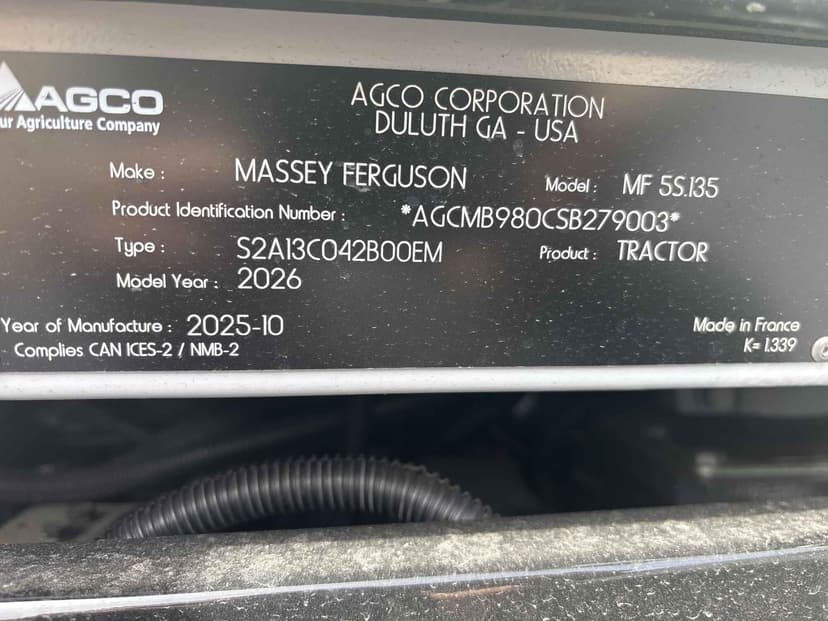 AGCO
ur Agriculture Company
AGCO CORPORATION
DULUTH GA - USA
Make : MASSEY FERGUSON Model : MF 5S.135
Product Identification Number : *AGCMB980CSB279003*
Type : S2A13C042B00EM Product : TRACTOR
Model Year : 2026
Year of Manufacture : 2025-10
Complies CAN ICES-2 / NMB-2
Made in France
K= 1.339